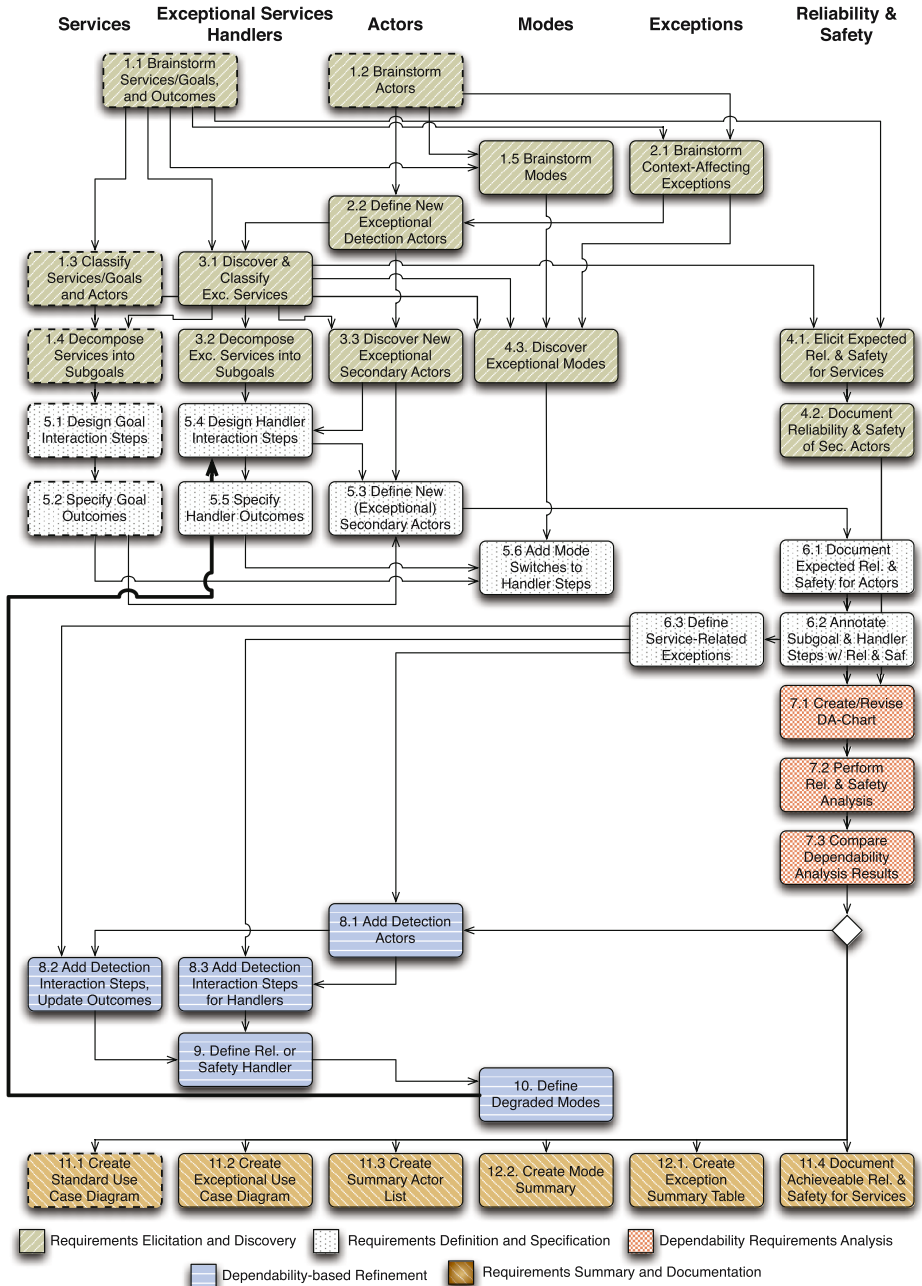 Services
Exceptional Services
Handlers
Actors
Modes
Exceptions
Reliability &
Safety
1.1 Brainstorm
Services/Goals,
and Outcomes
1.2 Brainstorm
Actors
1.5 Brainstorm
Modes
2.1 Brainstorm
Context-Affecting
Exceptions
2.2 Define New
Exceptional
Detection Actors
1.3 Classify
Services/Goals
and Actors
3.1 Discover &
Classify
Exc. Services
1.4 Decompose
Services into
Subgoals
3.2 Decompose
Exc. Services into
Subgoals
3.3 Discover New
Exceptional
Secondary Actors
4.3. Discover
Exceptional Modes
4.1. Elicit Expected
Rel. & Safety
for Services
5.1 Design Goal
Interaction Steps
5.4 Design Handler
Interaction Steps
4.2. Document
Reliability & Safety
of Sec. Actors
5.2 Specify Goal
Outcomes
5.5 Specify
Handler Outcomes
5.3 Define New
(Exceptional)
Secondary Actors
5.6 Add Mode
Switches to
Handler Steps
6.1 Document
Expected Rel. &
Safety for Actors
6.3 Define
Service-Related
Exceptions
6.2 Annotate
Subgoal & Handler
Steps w/ Rel & Saf
7.1 Create/Revise
DA-Chart
7.2 Perform
Rel. & Safety
Analysis
7.3 Compare
Dependability
Analysis Results
8.1 Add Detection
Actors
8.2 Add Detection
Interaction Steps,
Update Outcomes
8.3 Add Detection
Interaction Steps
for Handlers
9. Define Rel. or
Safety Handler
10. Define
Degraded Modes
11.1 Create
Standard Use
Case Diagram
11.2 Create
Exceptional Use
Case Diagram
11.3 Create
Summary Actor
List
12.2. Create Mode
Summary
12.1. Create
Exception
Summary Table
11.4 Document
Achieveable Rel. &
Safety for Services
Requirements Elicitation and Discovery
Requirements Definition and Specification
Dependability Requirements Analysis
Dependability-based Refinement
Requirements Summary and Documentation